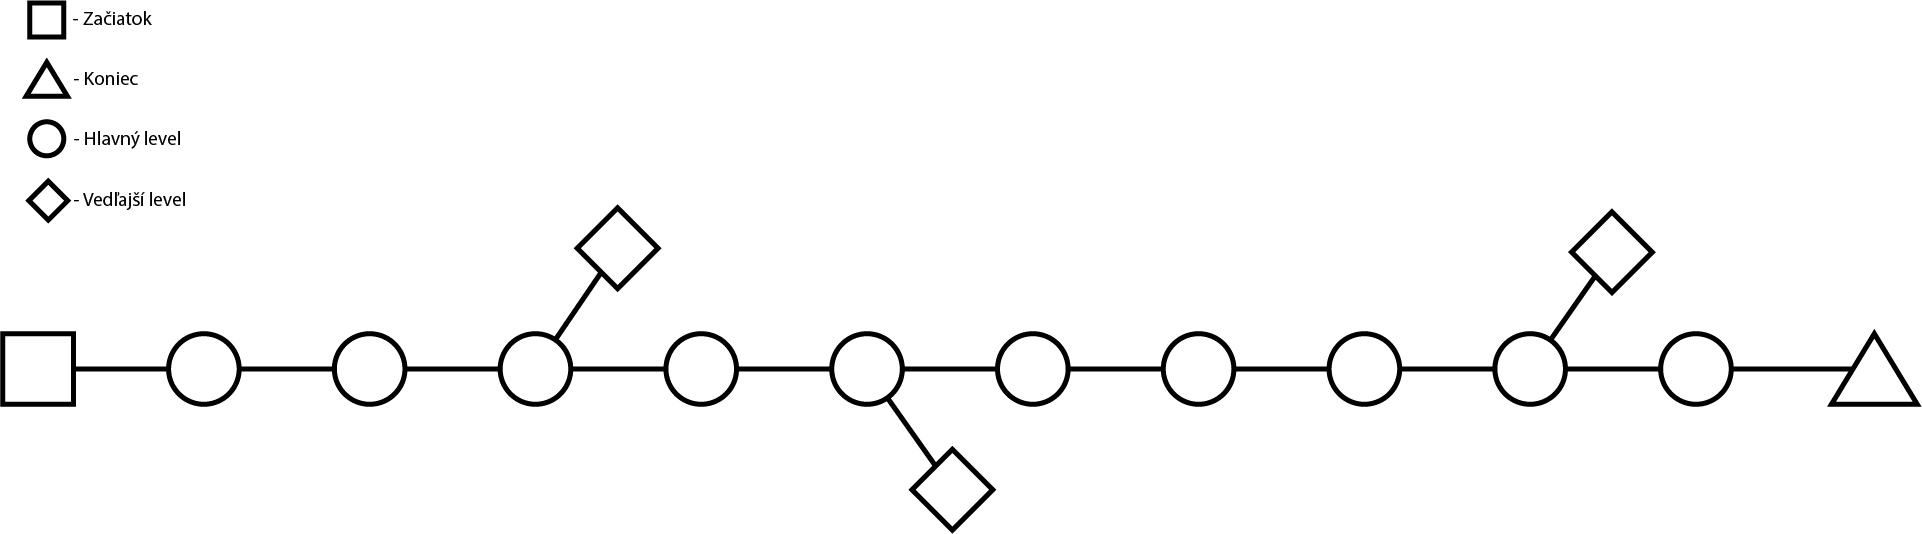 - Začiatok
- Koniec
- Hlavný level
- Vedľajší level